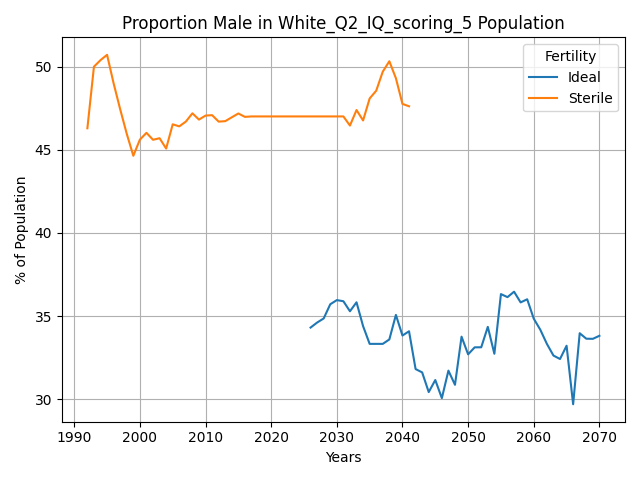 Proportion Male in White_Q2_IQ_scoring_5 Population
Fertility
Ideal
Sterile
% of Population
50
45
40
35
30
1990
2000
2010
2020
2030
2040
2050
2060
2070
Years